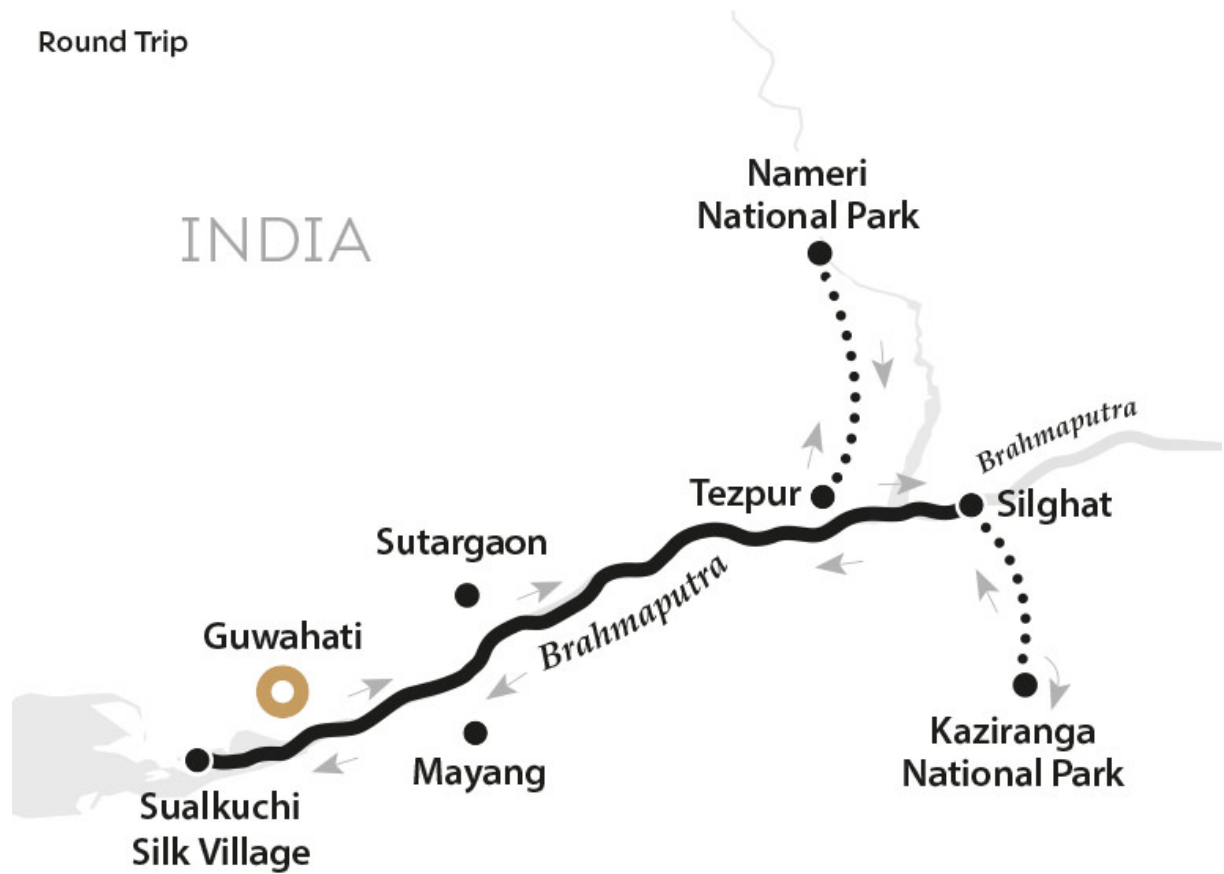 Round Trip
INDIA
Nameri
National Park
Brahmaputra
Tezpur
Silghat
Sutargaon
Brahmaputra
Guwahati
Kaziranga
National Park
Mayang
Sualkuchi
Silk Village